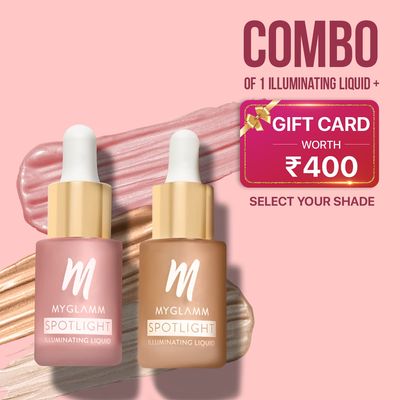 COMBO
OF 1 ILLUMINATING LIQUID +
GIFT CARD
WORTH
₹400
SELECT YOUR SHADE
M
MYGLAMM
SPOTLIGHT
ILLUMINATING LIQUID
M
MYGLAMM
SPOTLIGHT
ILLUMINATING LIQUID